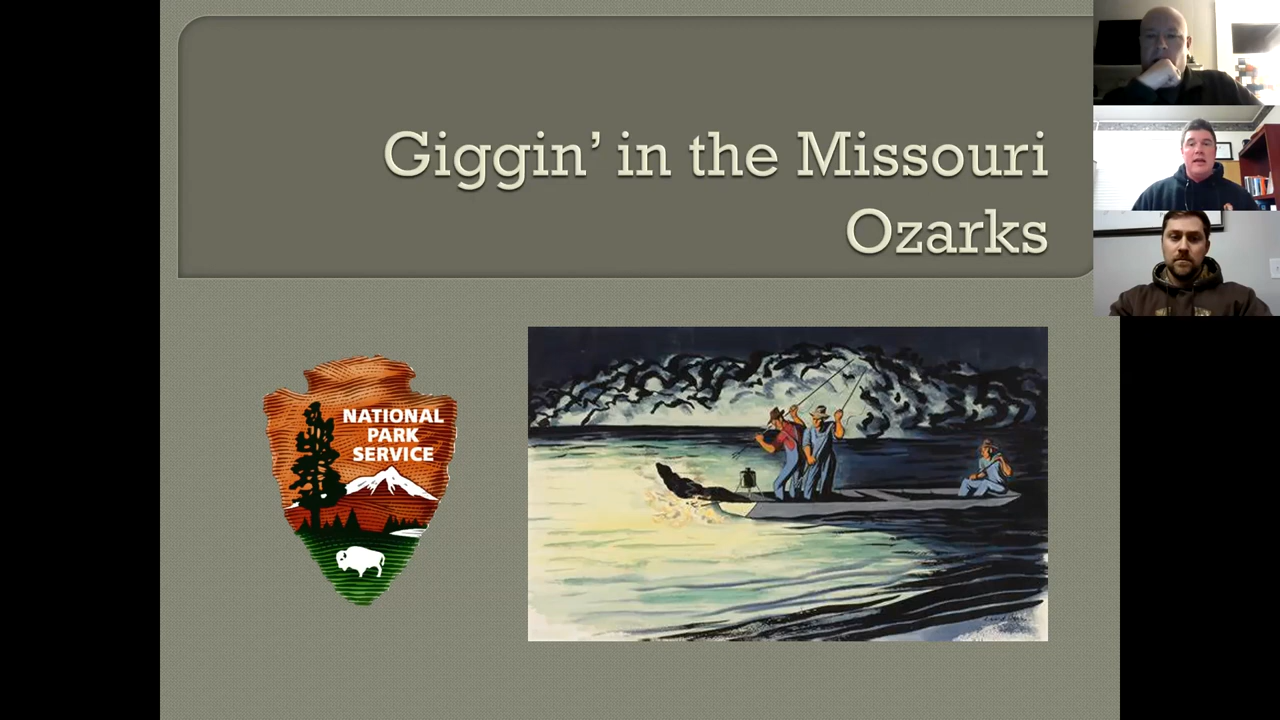 Giggin’ in the Missouri
Ozarks
NATIONAL
PARK
SERVICE